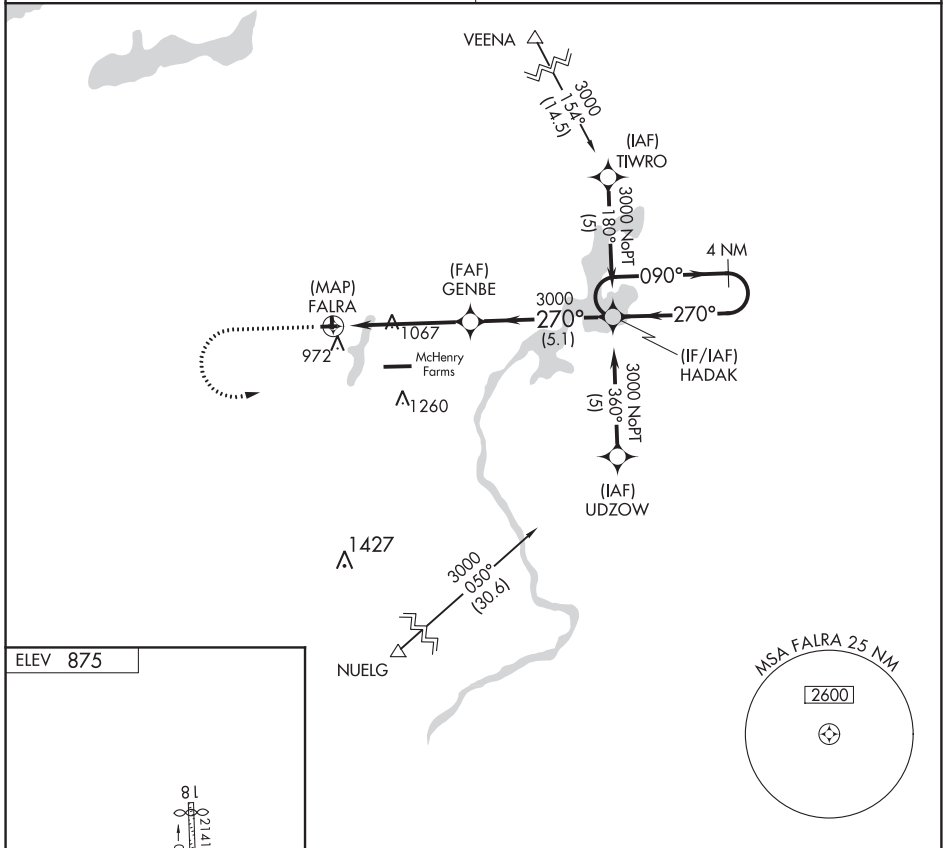 VEENA
3000
154°
(14.5)
(IAF)
TIWRO
3000 NoPT
180°
(5)
4 NM
090°
(FAF)
GENBE
(MAP)
FALRA
3000
270°
(5.1)
270°
1067
972
McHenry
Farms
(IF/IAF)
HADAK
1260
3000 NoPT
360°
(5)
(IAF)
UDZOW
1427
3000
050°
(30.6)
NUELG
MSA FALRA 25 NM
2600
ELEV 875
18
2141